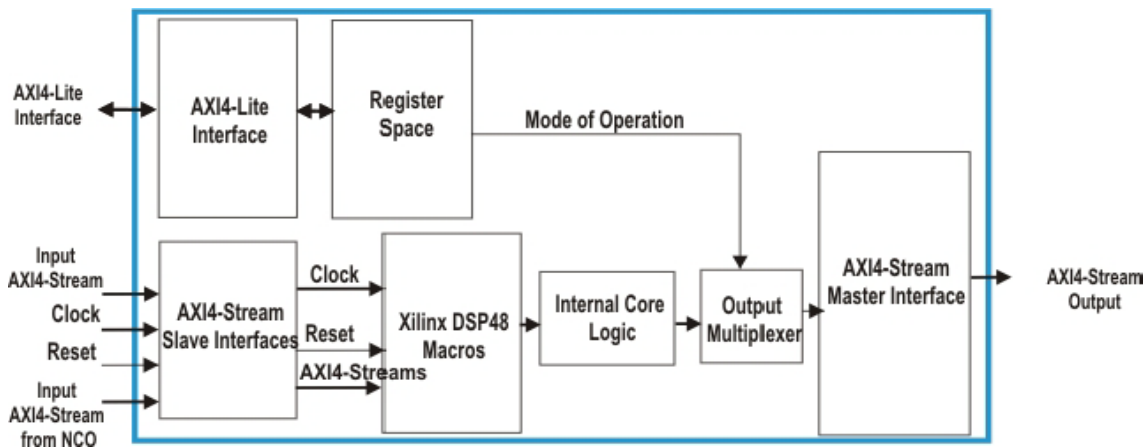 AXI4-Lite
Interface
AXI4-Lite
Interface
Register
Space
Mode of Operation
Input
AXI4-Stream
Clock
Reset
Input
AXI4-Stream
from NCO
AXI4-Stream
Slave Interfaces
Clock
Reset
AXI4-Streams
Xilinx DSP48
Macros
Internal Core
Logic
Output
Multiplexer
AXI4-Stream
Master Interface
AXI4-Stream
Output